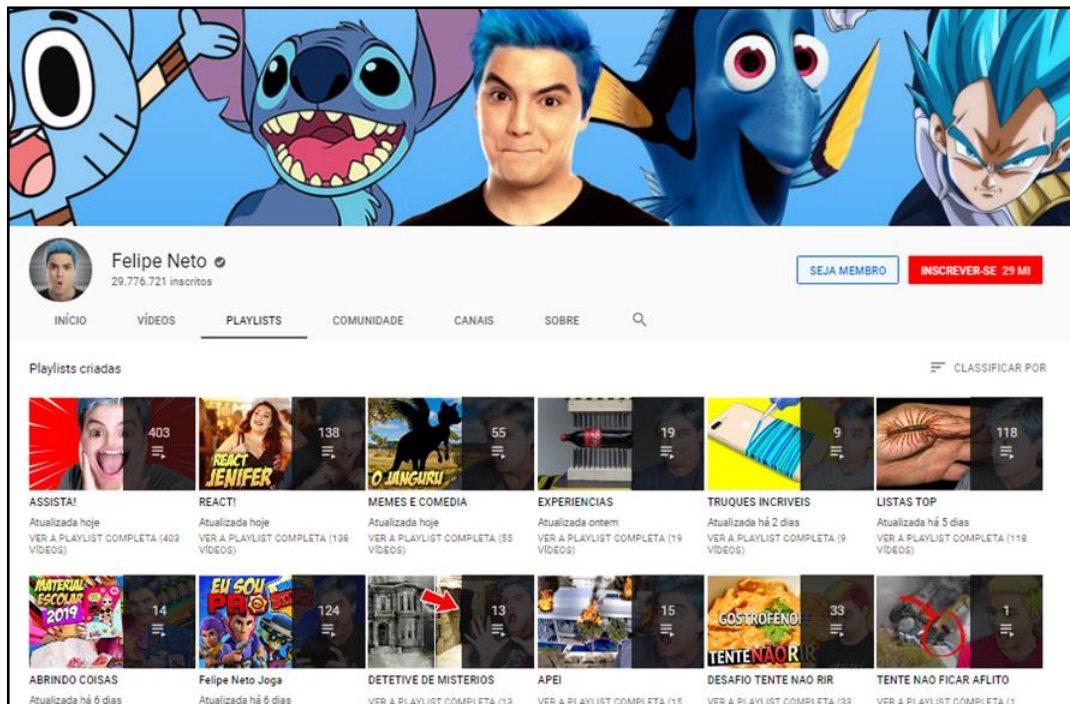 Felipe Neto
29.776.721 inscritos
SEJA MEMBRO
INSCREVER-SE 29 MI
INÍCIO VÍDEOS PLAYLISTS COMUNIDADE CANAIS SOBRE
Playlists criadas
CLASSIFICAR POR
403
REACT JENIFER
138
O JANGURU
55
19
9
118
ASSISTA!
Atualizada hoje
VER A PLAYLIST COMPLETA (403
VÍDEOS)
REACT!
Atualizada hoje
VER A PLAYLIST COMPLETA (138
VÍDEOS)
MEMES E COMEDIA
Atualizada hoje
VER A PLAYLIST COMPLETA (55
VÍDEOS)
EXPERIENCIAS
Atualizada ontem
VER A PLAYLIST COMPLETA (19
VÍDEOS)
TRUQUES INCRIVEIS
Atualizada há 2 dias
VER A PLAYLIST COMPLETA (9
VÍDEOS)
LISTAS TOP
Atualizada há 5 dias
VER A PLAYLIST COMPLETA (118
VÍDEOS)
MATERIAL
ESCOLAR
2019
14
EU SOU
PRO
124
13
15
GOSTROFENO
TENTE NÃO RIR
33
1
ABRINDO COISAS
Atualizada há 6 dias
Felipe Neto Joga
Atualizada há 6 dias
DETETIVE DE MISTERIOS
VER A PLAYLIST COMPLETA (13
APEI
VER A PLAYLIST COMPLETA (15
DESAFIO TENTE NAO RIR
VER A PLAYLIST COMPLETA (33
TENTE NAO FICAR AFLITO
VER A PLAYLIST COMPLETA (1